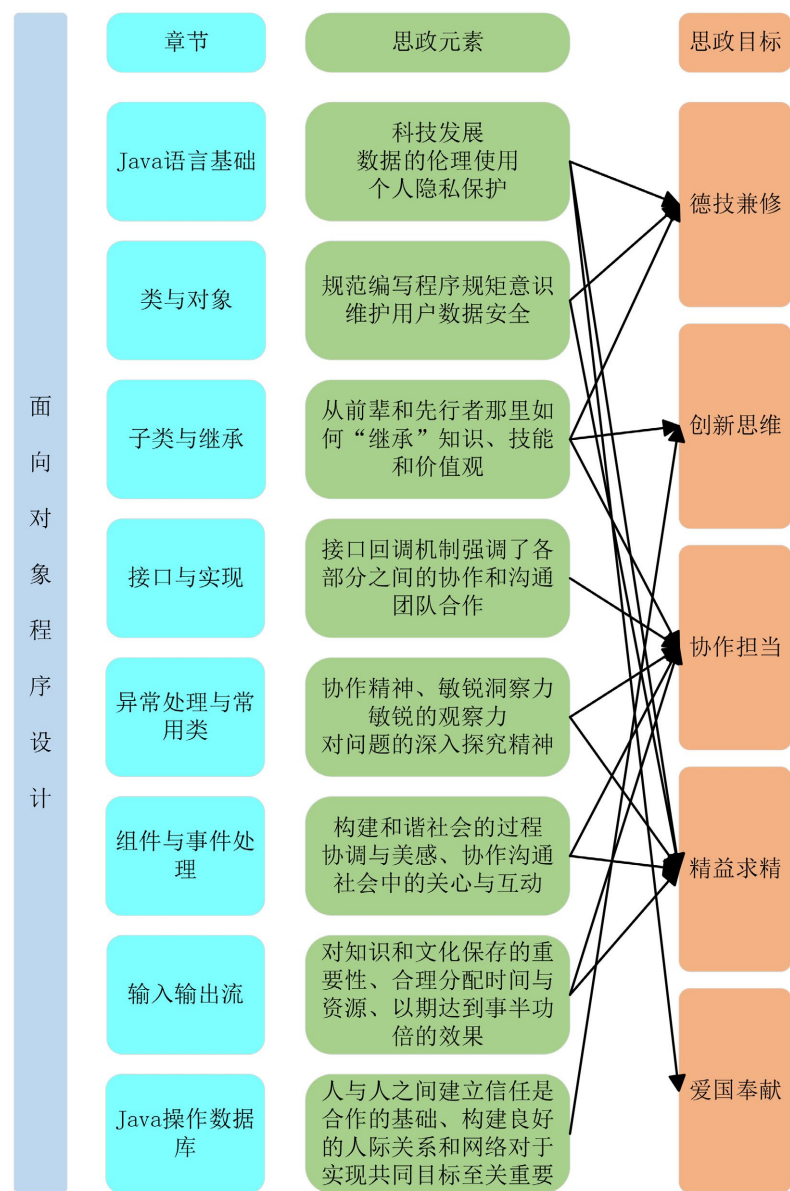 面向对象程序设计
章节
思政元素
思政目标
Java语言基础
科技发展
数据的伦理使用
个人隐私保护
德技兼修
类与对象
规范编写程序规矩意识
维护用户数据安全
子类与继承
从前辈和先行者那里如
何“继承”知识、技能
和价值观
创新思维
接口与实现
接口回调机制强调了各
部分之间的协作和沟通
团队合作
协作担当
异常处理与常
用类
协作精神、敏锐洞察力
敏锐的观察力
对问题的深入探究精神
组件与事件处
理
构建和谐社会的过程
协调与美感、协作沟通
社会中的关心与互动
精益求精
输入输出流
对知识和文化保存的重
要性、合理分配时间与
资源、以期达到事半功
倍的效果
爱国奉献
Java操作数据
库
人与人之间建立信任是
合作的基础、构建良好
的人际关系和网络对于
实现共同目标至关重要